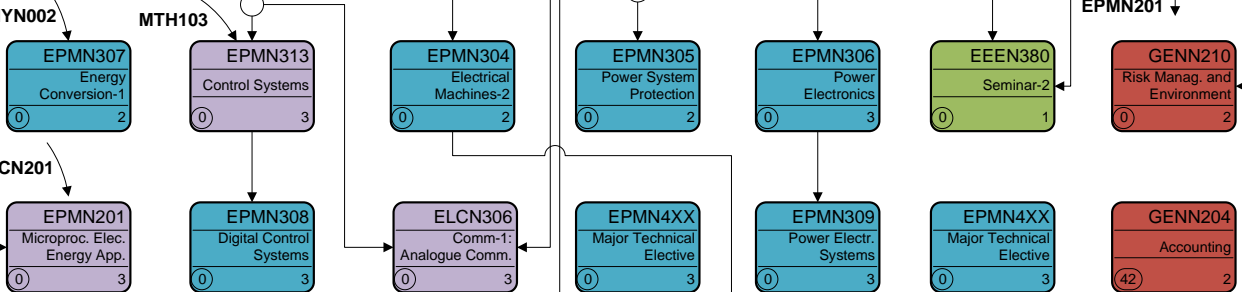 YN002
MTH103
EPMN201
EPMN307
Energy
Conversion-1
0 2
EPMN313
Control Systems
0 3
EPMN304
Electrical
Machines-2
0 2
EPMN305
Power System
Protection
0 2
EPMN306
Power
Electronics
0 3
EEEN380
Seminar-2
0 1
GENN210
Risk Manag. and
Environment
0 2
CN201
EPMN201
Microproc. Elec.
Energy App.
0 3
EPMN308
Digital Control
Systems
0 3
ELCN306
Comm-1:
Analogue Comm.
0 3
EPMN4XX
Major Technical
Elective
0 3
EPMN309
Power Electr.
Systems
0 3
EPMN4XX
Major Technical
Elective
0 3
GENN204
Accounting
42 2